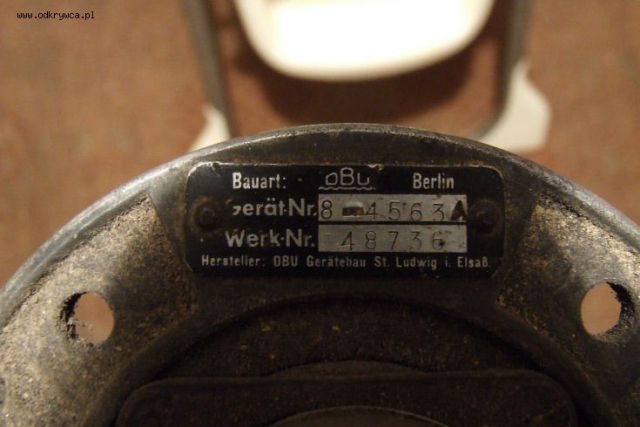 www.odkrywca.pl
Bauart: OBU Berlin
Gerät-Nr. 8-4563A
Werk-Nr. 48736
Hersteller: OBU Gerätebau St. Ludwig i. Elsaß